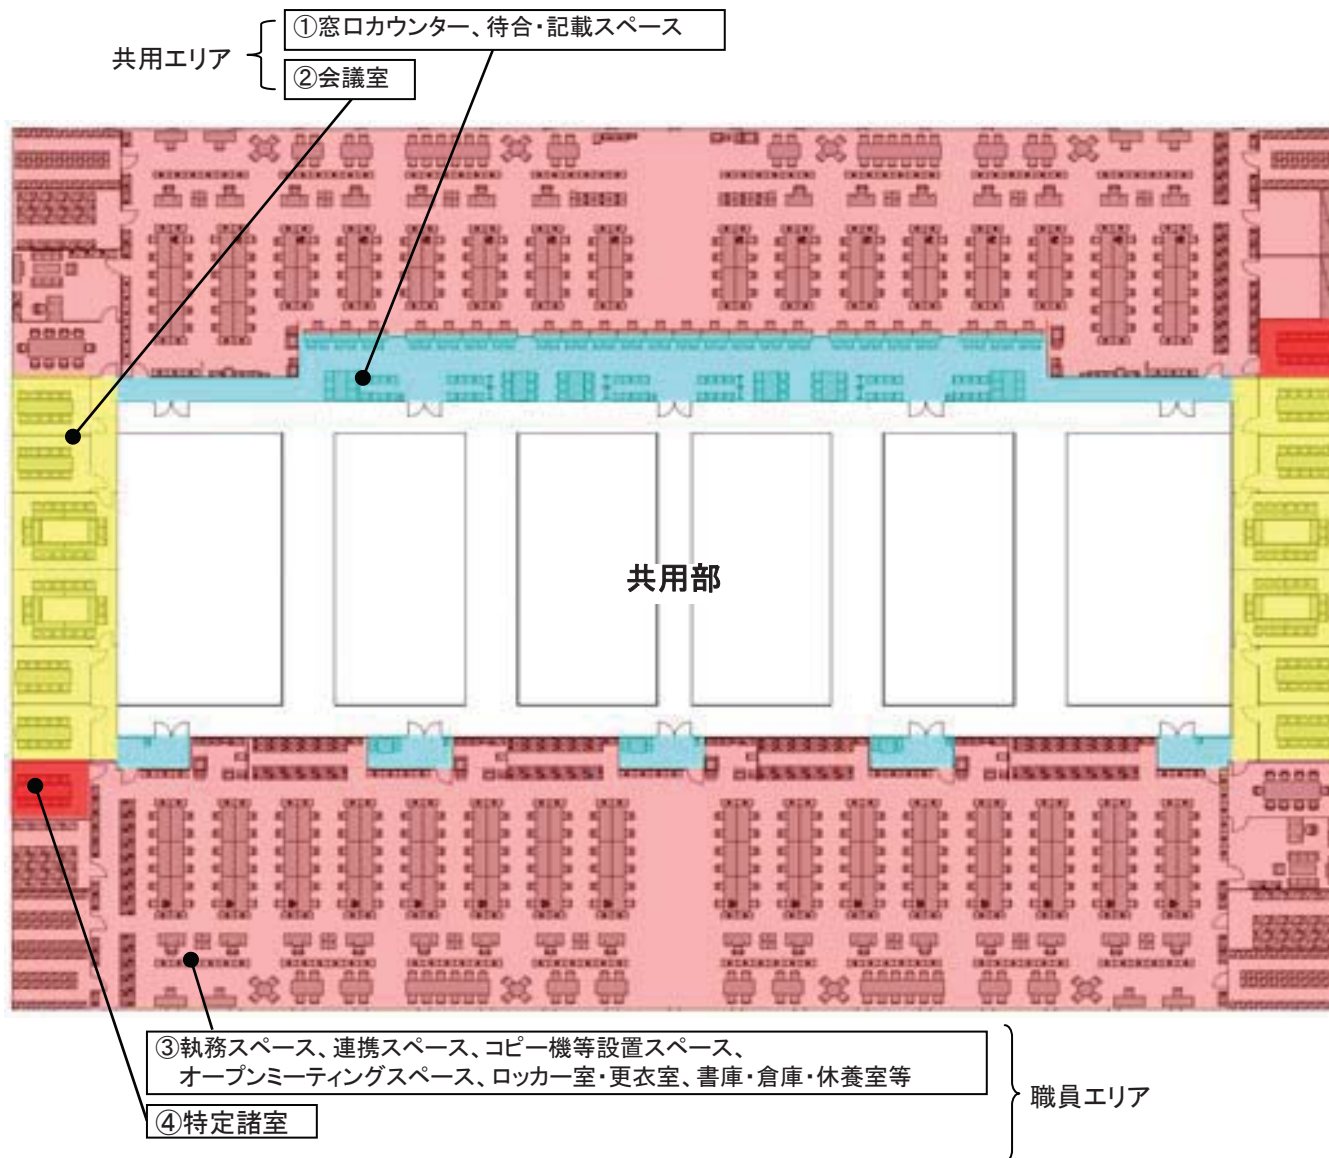 共用エリア
①窓口カウンター、待合・記載スペース
②会議室
共用部
③執務スペース、連携スペース、コピー機等設置スペース、
オープンミーティングスペース、ロッカー室・更衣室、書庫・倉庫・休養室等
④特定諸室
職員エリア